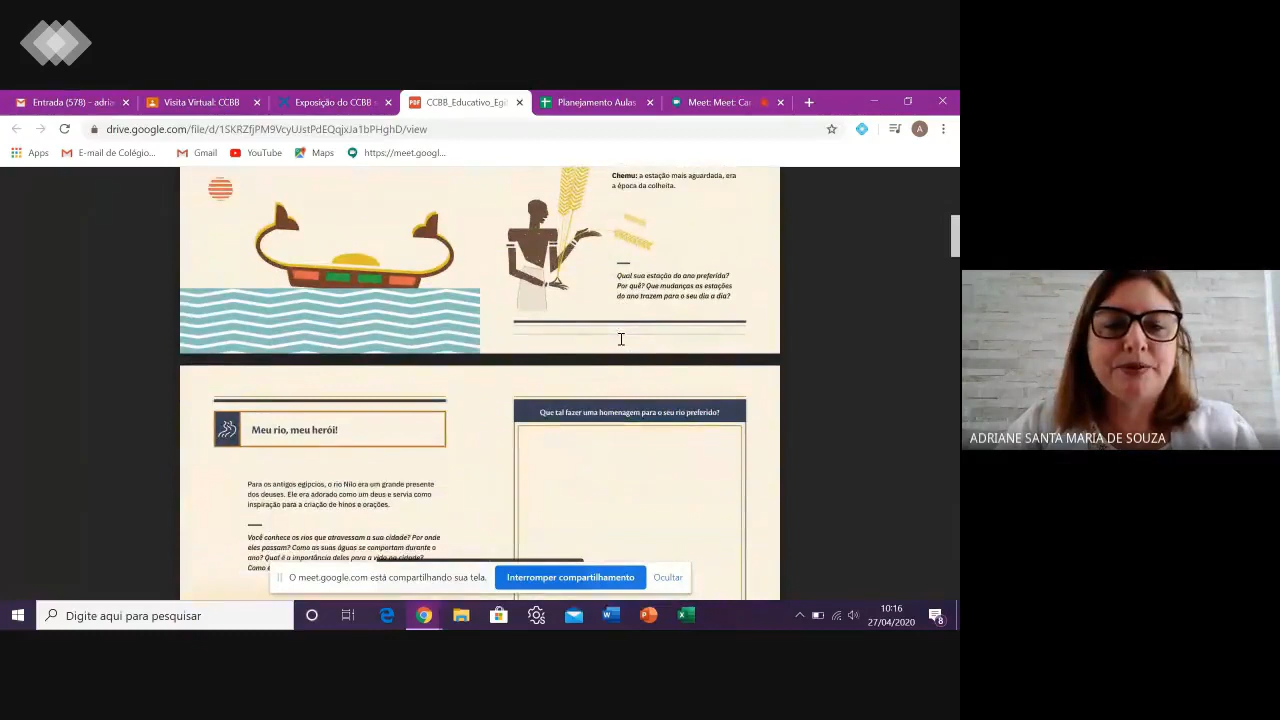 Entrada (578) - adria
Visita Virtual: CCBB
Exposição do CCBB s
CCBB_Educativo_Egi
Planejamento Aulas
Meet: Meet: Ca
drive.google.com/file/d/1SKRZfjPM9VcyUJstPdEQqjxJa1bPHghD/view
A
Apps
E-mail de Colégio...
Gmail
YouTube
Maps
https://meet.googl...
Chemu: a estação mais aguardada, era
a época da colheita.
Qual sua estação do ano preferida?
Por quê? Que mudanças as estações
do ano trazem para o seu dia a dia?
Meu rio, meu herói!
Para os antigos egípcios, o rio Nilo era um grande presente
dos deuses. Ele era adorado como um deus e servia como
inspiração para a criação de hinos e orações.
Você conhece os rios que atravessam a sua cidade? Por onde
eles passam? Como as suas águas se comportam durante o
ano? Qual é a importância deles para a vida na cidade?
Como é
Que tal fazer uma homenagem para o seu rio preferido?
O meet.google.com está compartilhando sua tela.
Interromper compartilhamento
Ocultar
Digite aqui para pesquisar
10:16
27/04/2020
8
ADRIANE SANTA MARIA DE SOUZA